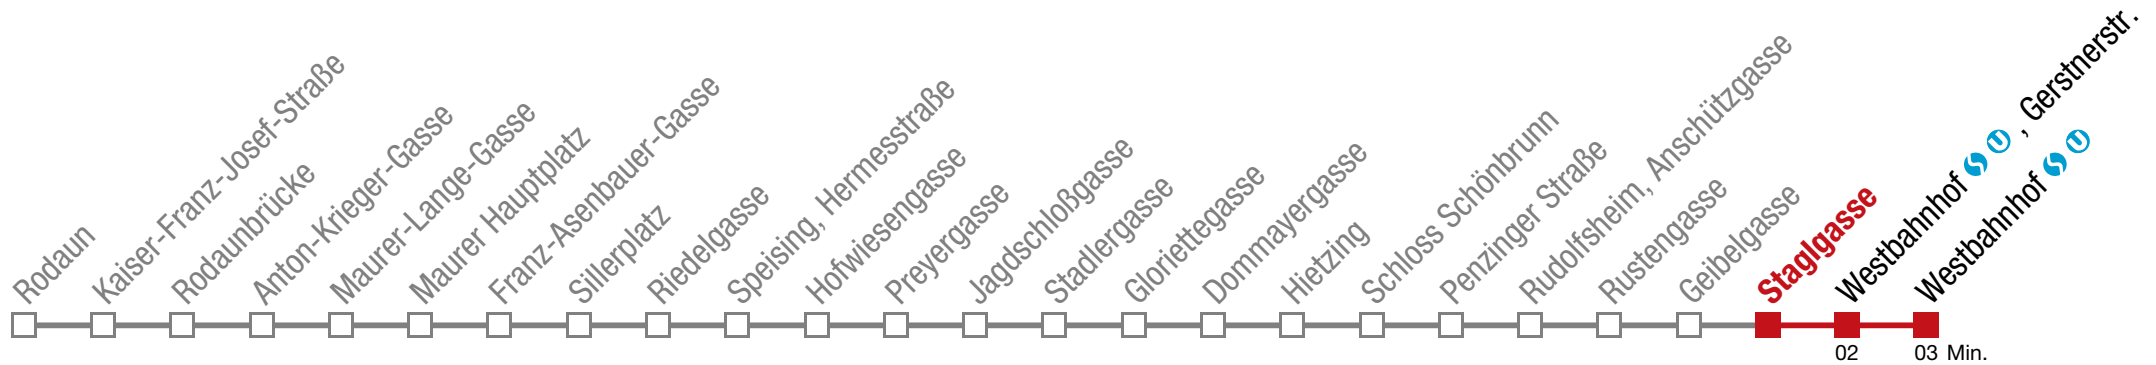 Rodaun
Kaiser-Franz-Josef-Straße
Rodaunbrücke
Anton-Krieger-Gasse
Maurer-Lange-Gasse
Maurer Hauptplatz
Franz-Asenbauer-Gasse
Sillerplatz
Riedelgasse
Speising, Hermesstraße
Hofwiesengasse
Preyergasse
Jagdschloßgasse
Stadlergasse
Gloriettegasse
Dommayergasse
Hietzing
Schloss Schönbrunn
Penzinger Straße
Rudolfsheim, Anschützgasse
Rustengasse
Geibelgasse
Staglgasse
Westbahnhof S U , Gerstnerstr.
Westbahnhof S U
02 03 Min.